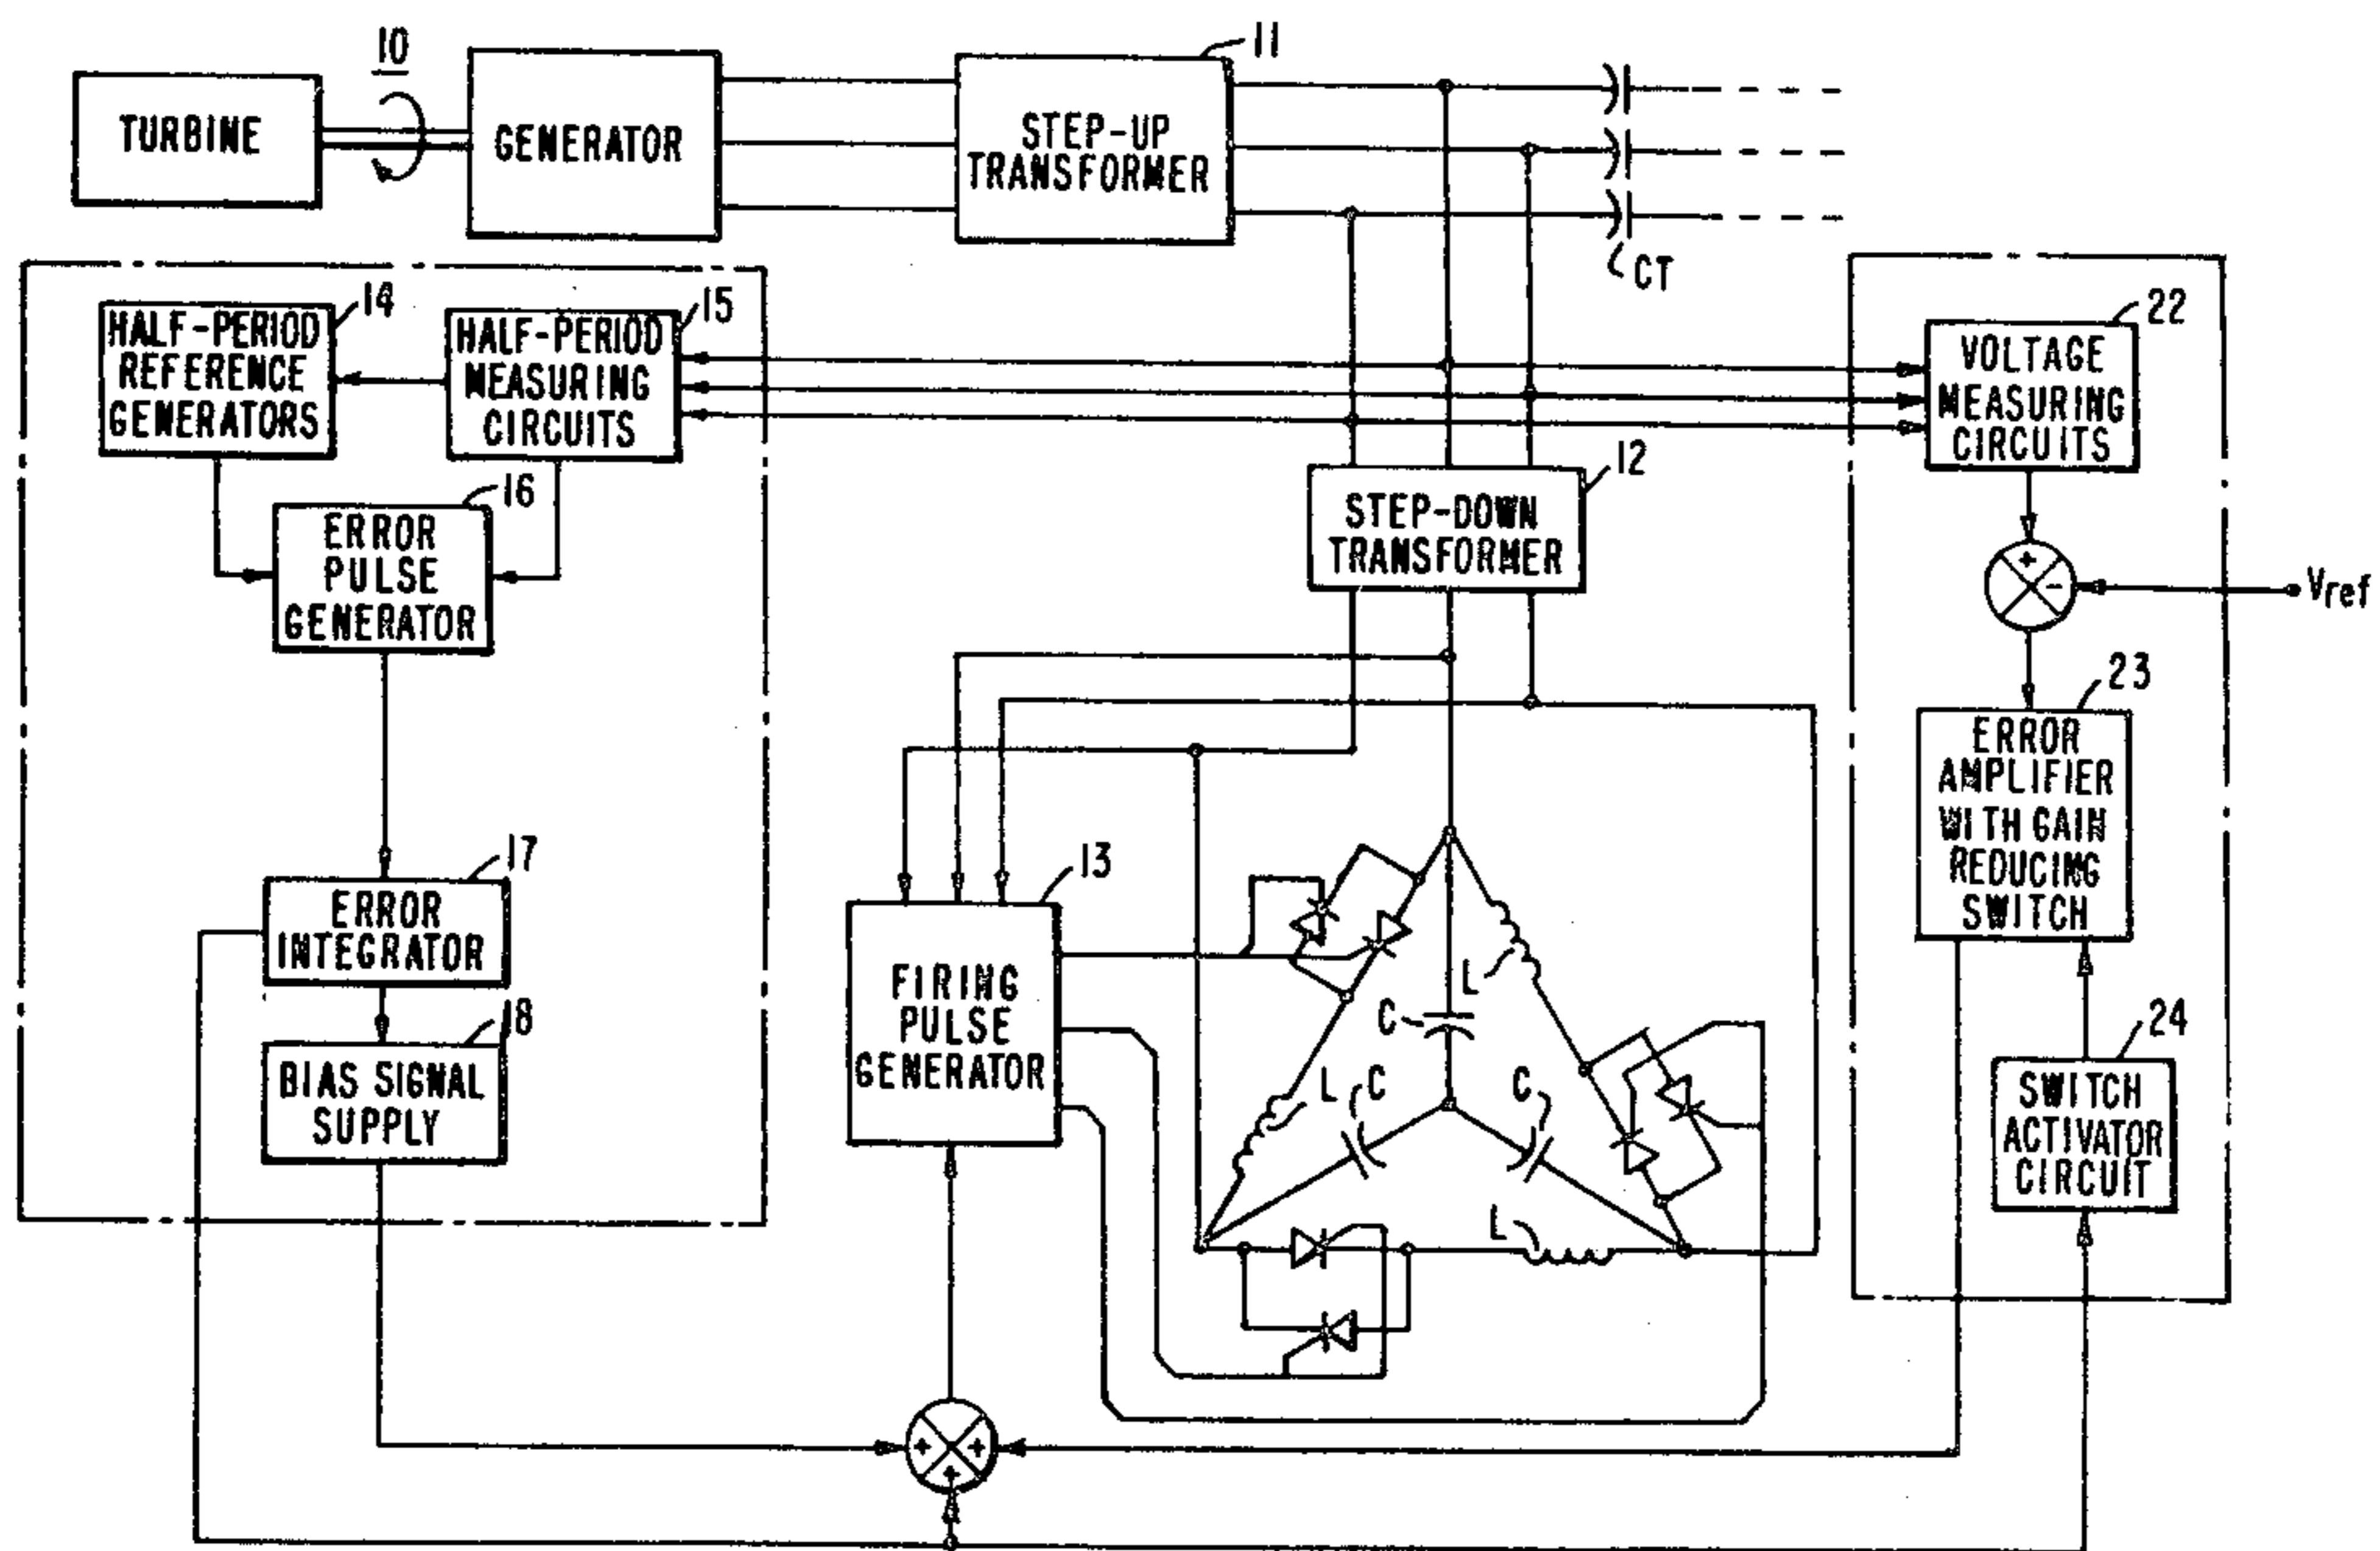 10
11
TURBINE
GENERATOR
STEP-UP
TRANSFORMER
CT
14
HALF-PERIOD
REFERENCE
GENERATORS
15
HALF-PERIOD
MEASURING
CIRCUITS
22
VOLTAGE
MEASURING
CIRCUITS
16
ERROR
PULSE
GENERATOR
12
STEP-DOWN
TRANSFORMER
+
-
Vref
23
ERROR
AMPLIFIER
WITH GAIN
REDUCING
SWITCH
17
ERROR
INTEGRATOR
18
BIAS SIGNAL
SUPPLY
13
FIRING
PULSE
GENERATOR
L
C
L
C
C
L
24
SWITCH
ACTIVATOR
CIRCUIT
+
+
+